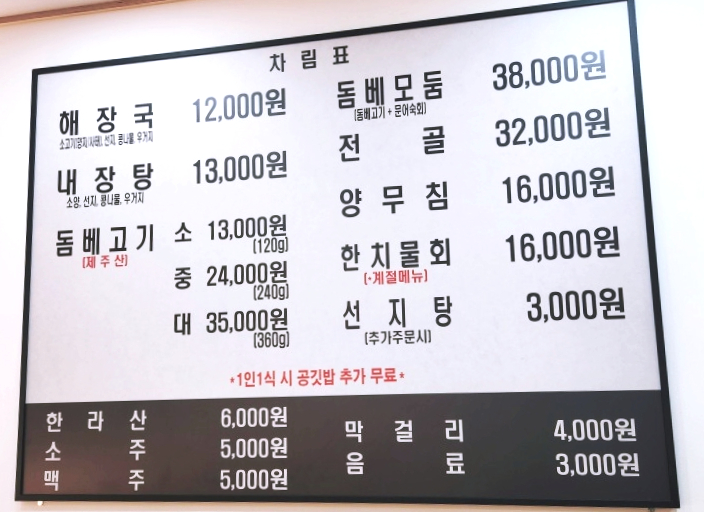 차림표
해장국 12,000원
소고기(양지/사태), 선지, 콩나물, 우거지
내장탕 13,000원
소양, 선지, 콩나물, 우거지
돔베고기 소 13,000원
(제주산) (120g)
중 24,000원
(240g)
대 35,000원
(360g)
돔베모둠 38,000원
(돔베고기 + 문어숙회)
전골 32,000원
양무침 16,000원
한치물회 16,000원
(*계절메뉴)
선지탕 3,000원
(추가주문시)
*1인1식 시 공깃밥 추가 무료*
한라산 6,000원
소주 5,000원
맥주 5,000원
막걸리 4,000원
음료 3,000원